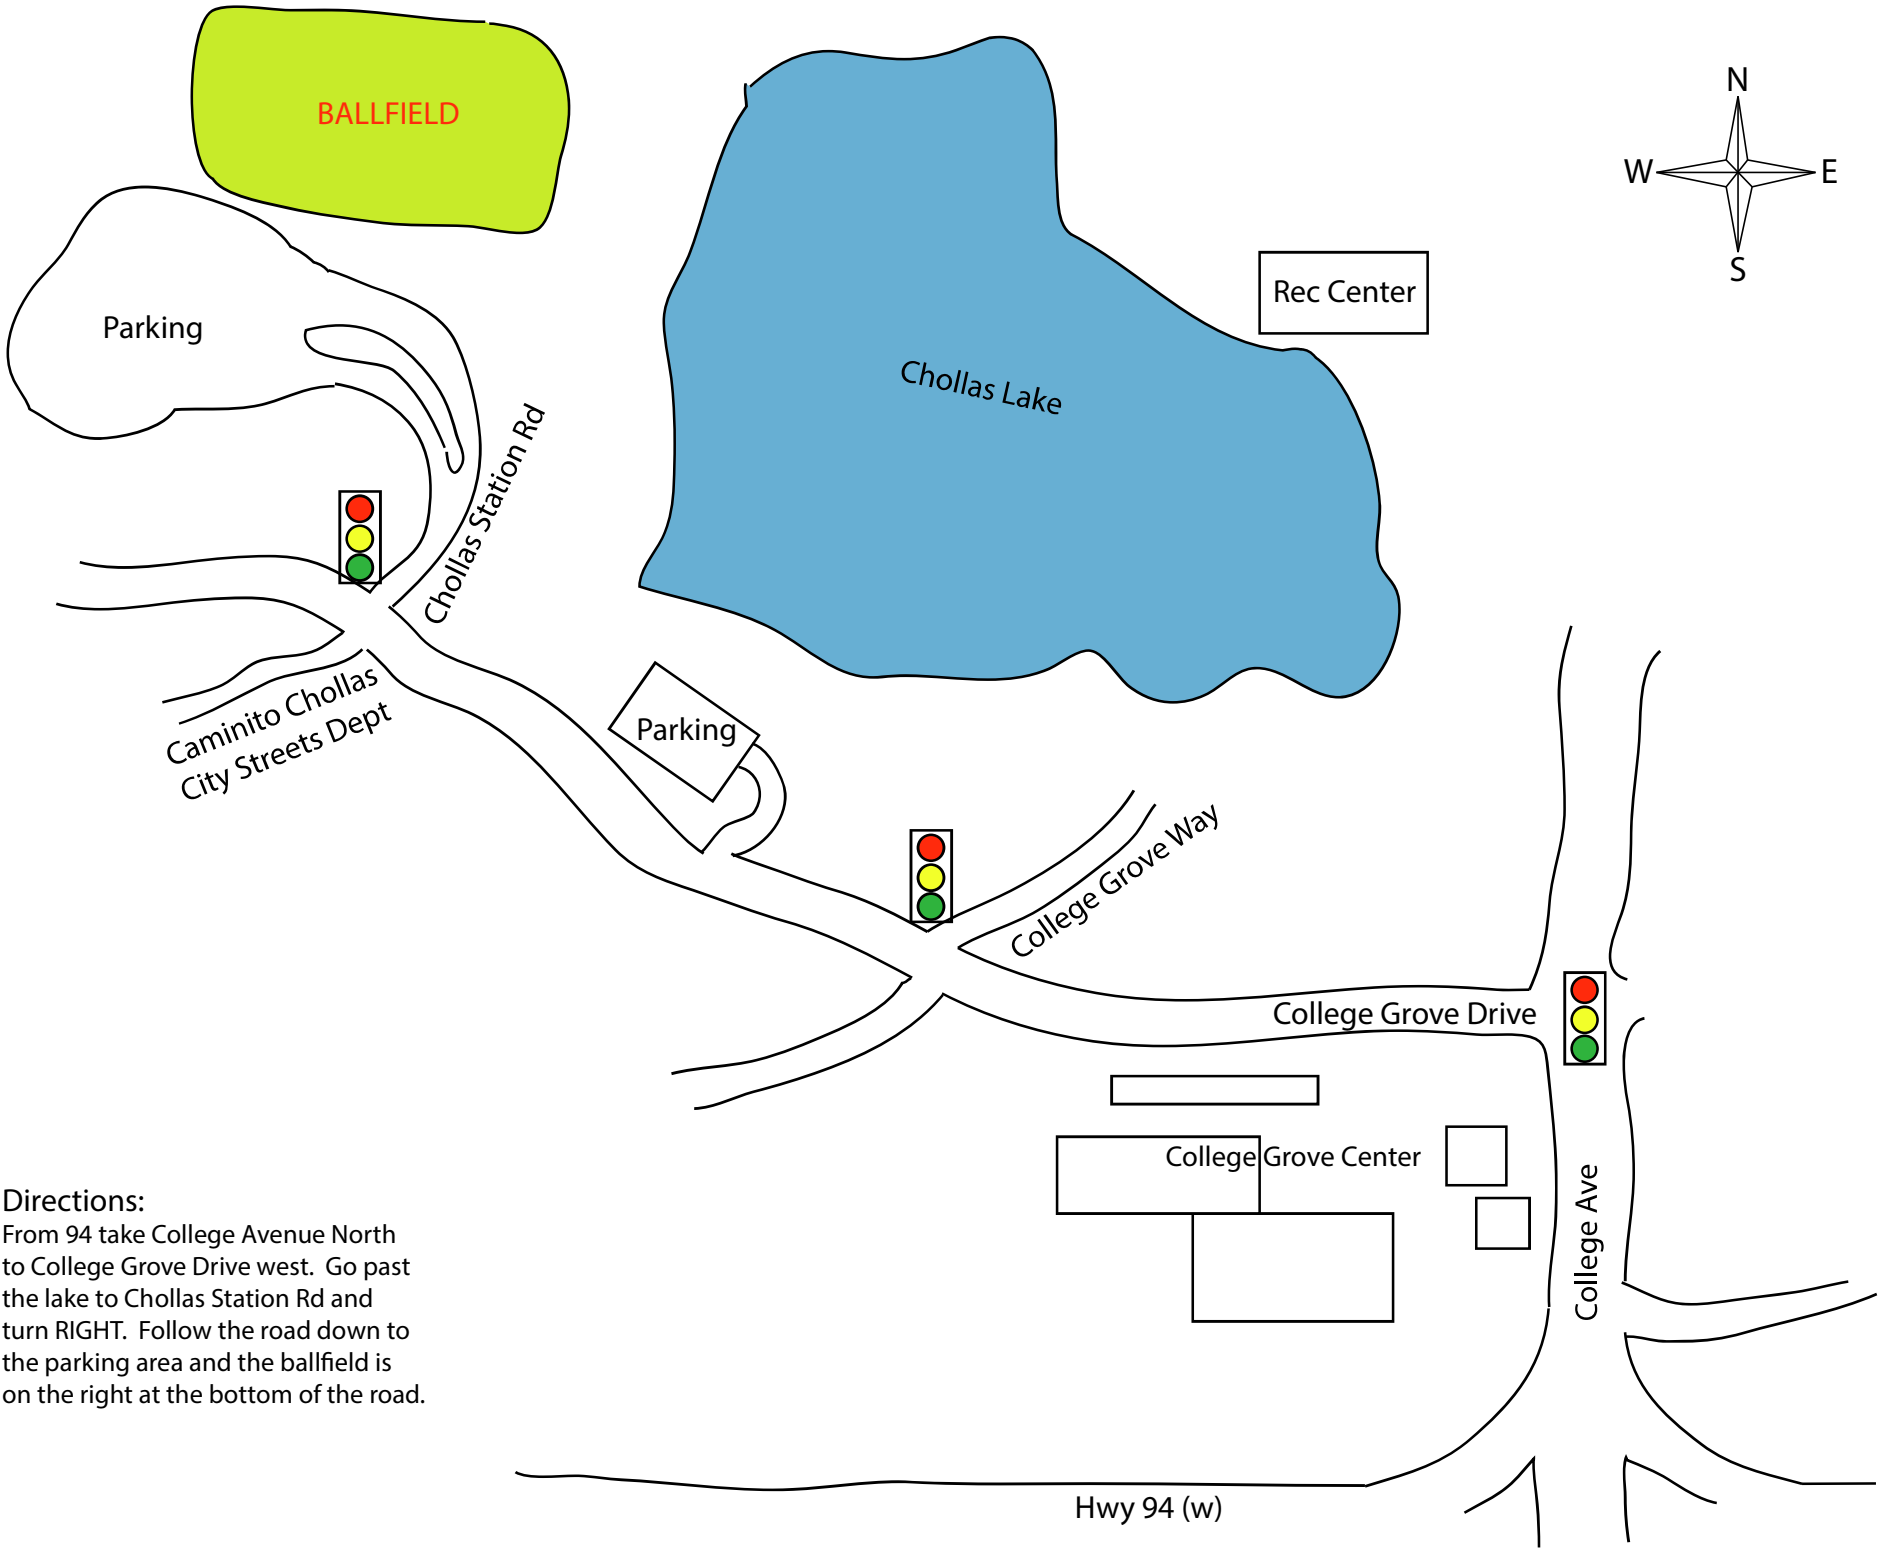 BALLFIELD
N
W
E
S
Rec Center
Parking
Chollas Lake
Chollas Station Rd
Caminito Chollas
City Streets Dept
Parking
College Grove Way
College Grove Drive
College Grove Center
College Ave
Directions:
From 94 take College Avenue North
to College Grove Drive west.  Go past
the lake to Chollas Station Rd and
turn RIGHT.  Follow the road down to
the parking area and the ballfield is
on the right at the bottom of the road.
Hwy 94 (w)